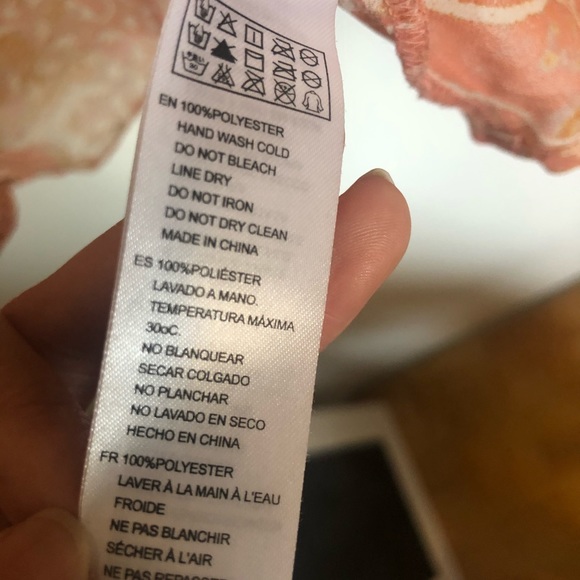 EN 100%POLYESTER
HAND WASH COLD
DO NOT BLEACH
LINE DRY
DO NOT IRON
DO NOT DRY CLEAN
MADE IN CHINA
ES 100%POLIÉSTER
LAVADO A MANO.
TEMPERATURA MÁXIMA
30oC.
NO BLANQUEAR
SECAR COLGADO
NO PLANCHAR
NO LAVADO EN SECO
HECHO EN CHINA
FR 100%POLYESTER
LAVER À LA MAIN À L'EAU
FROIDE
NE PAS BLANCHIR
SÉCHER À L'AIR
NE PAS